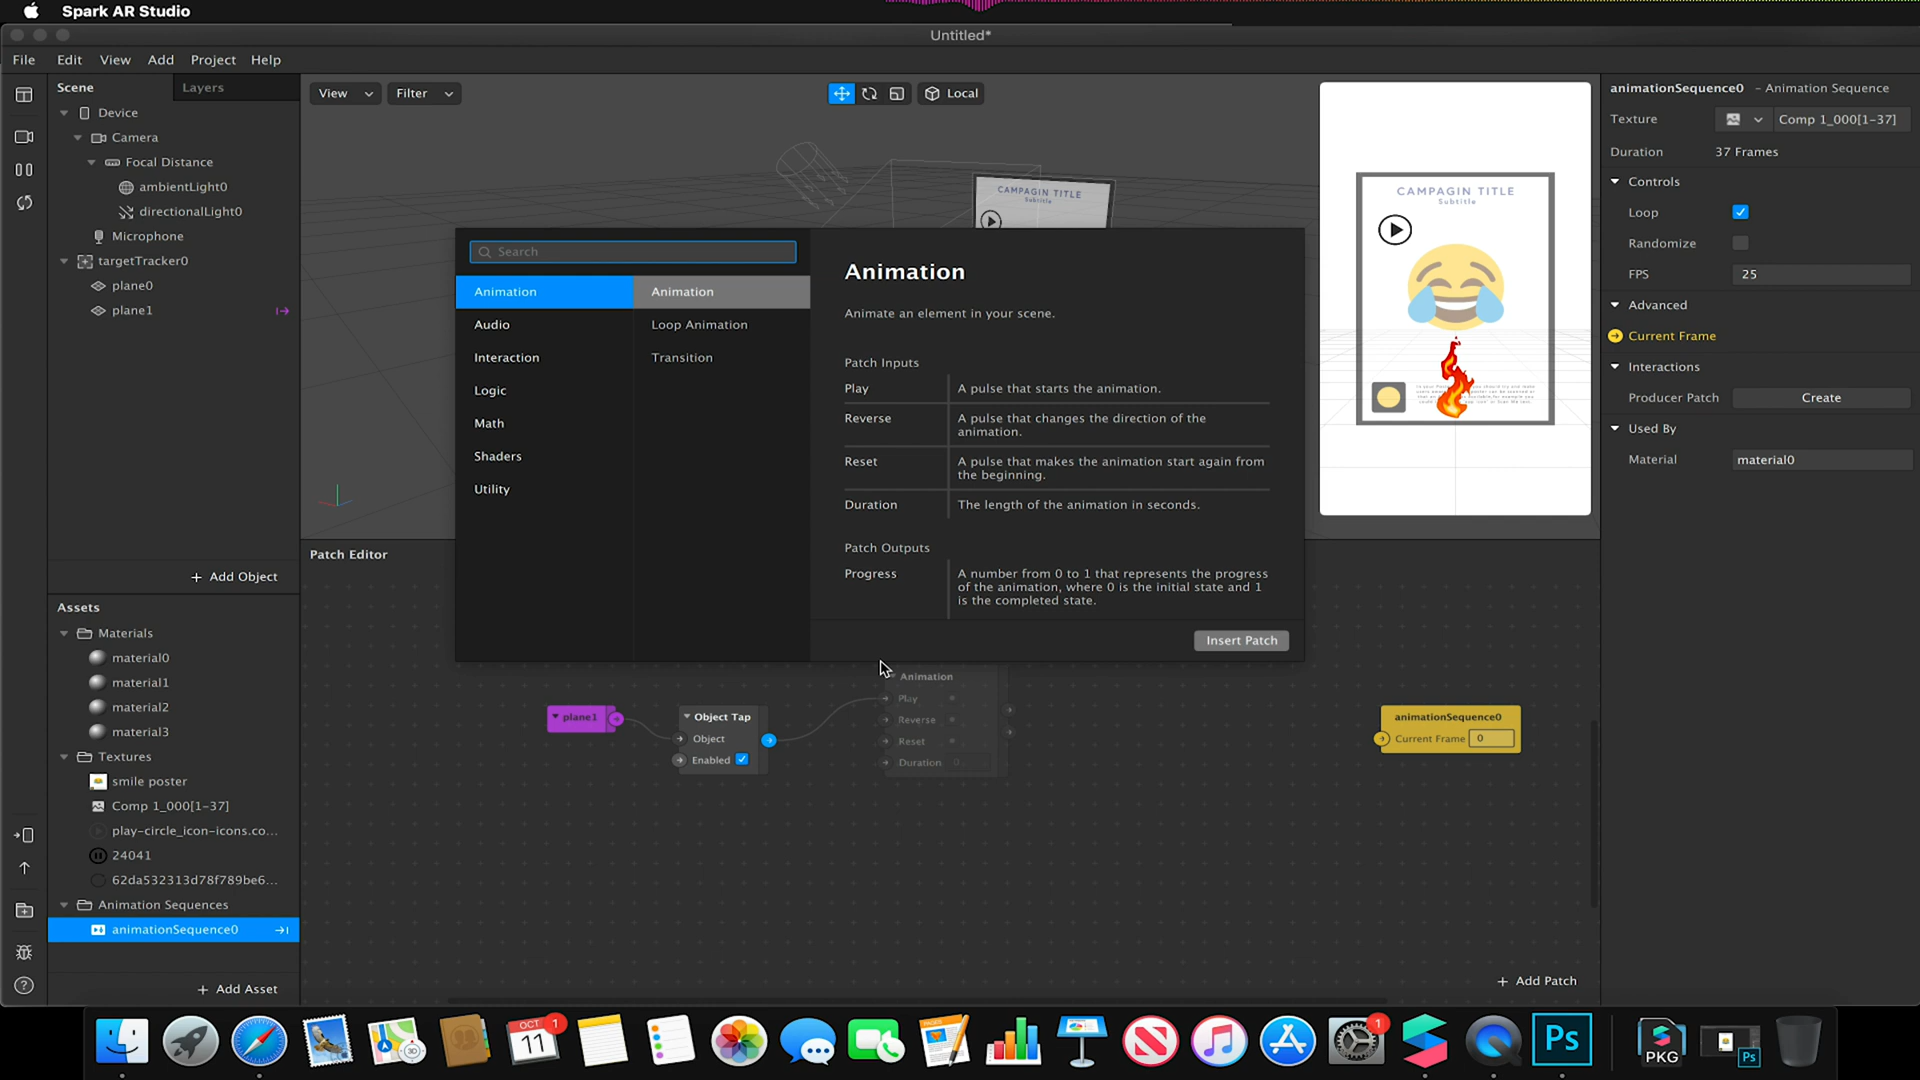 Spark AR Studio
Untitled*
File Edit View Add Project Help
Scene
Layers
Device
Camera
Focal Distance
ambientLight0
directionalLight0
Microphone
targetTracker0
plane0
plane1
+ Add Object
Assets
Materials
material0
material1
material2
material3
Textures
smile poster
Comp 1_000[1-37]
play-circle_icon-icons.co...
24041
62da532313d78f789be6...
Animation Sequences
animationSequence0
+ Add Asset
View
Filter
Local
CAMPAGIN TITLE
Subtitle
Search
Animation
Audio
Interaction
Logic
Math
Shaders
Utility
Animation
Loop Animation
Transition
Animation
Animate an element in your scene.
Patch Inputs
Play A pulse that starts the animation.
Reverse A pulse that changes the direction of the
animation.
Reset A pulse that makes the animation start again from
the beginning.
Duration The length of the animation in seconds.
Patch Outputs
Progress A number from 0 to 1 that represents the progress
of the animation, where 0 is the initial state and 1
is the completed state.
Insert Patch
CAMPAGIN TITLE
Subtitle
Patch Editor
plane1
Object Tap
Object
Enabled
Animation
Play
Reverse
Reset
Duration 0
animationSequence0
Current Frame 0
+ Add Patch
animationSequence0 - Animation Sequence
Texture Comp 1_000[1-37]
Duration 37 Frames
Controls
Loop
Randomize
FPS 25
Advanced
Current Frame
Interactions
Producer Patch Create
Used By
Material material0
OCT
11
1
3D
PAGES
1
Ps
PKG
Ps